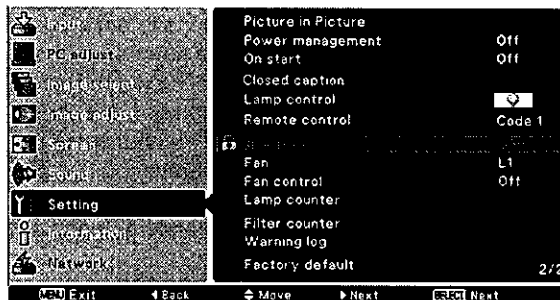 Input
PC adjust
Image select
Image adjust
Screen
Sound
Setting
Information
Network
Picture in Picture
Power management Off
On start Off
Closed caption
Lamp control
Remote control Code 1
Fan L1
Fan control Off
Lamp counter
Filter counter
Warning log
Factory default 2/2
MENU Exit Back Move Next SELECT Next